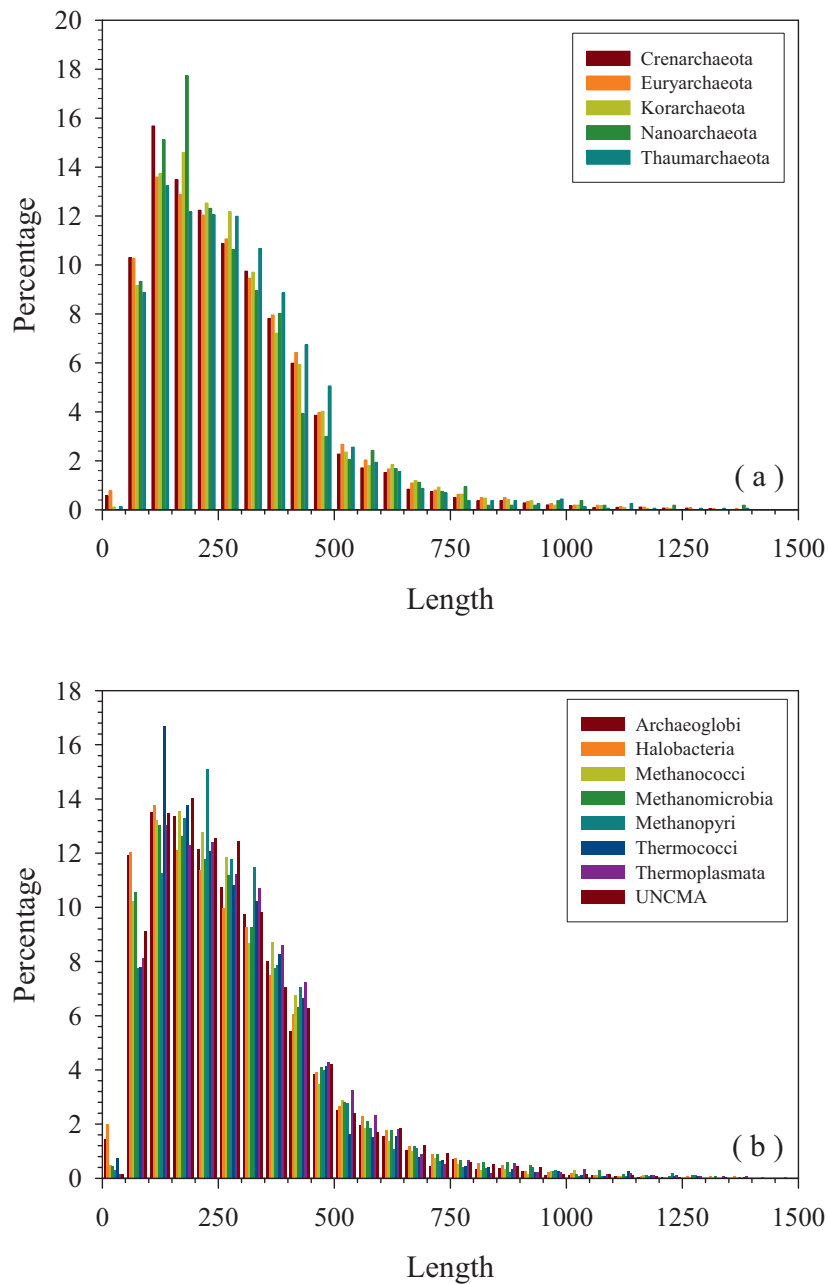 20
18
16
14
12
10
8
6
4
2
0
Percentage
Crenarchaeota
Euryarchaeota
Korarchaeota
Nanoarchaeota
Thaumarchaeota
( a )
0 250 500 750 1000 1250 1500
Length
18
16
14
12
10
8
6
4
2
0
Percentage
Archaeoglobi
Halobacteria
Methanococci
Methanomicrobia
Methanopyri
Thermococci
Thermoplasmata
UNCMA
( b )
0 250 500 750 1000 1250 1500
Length